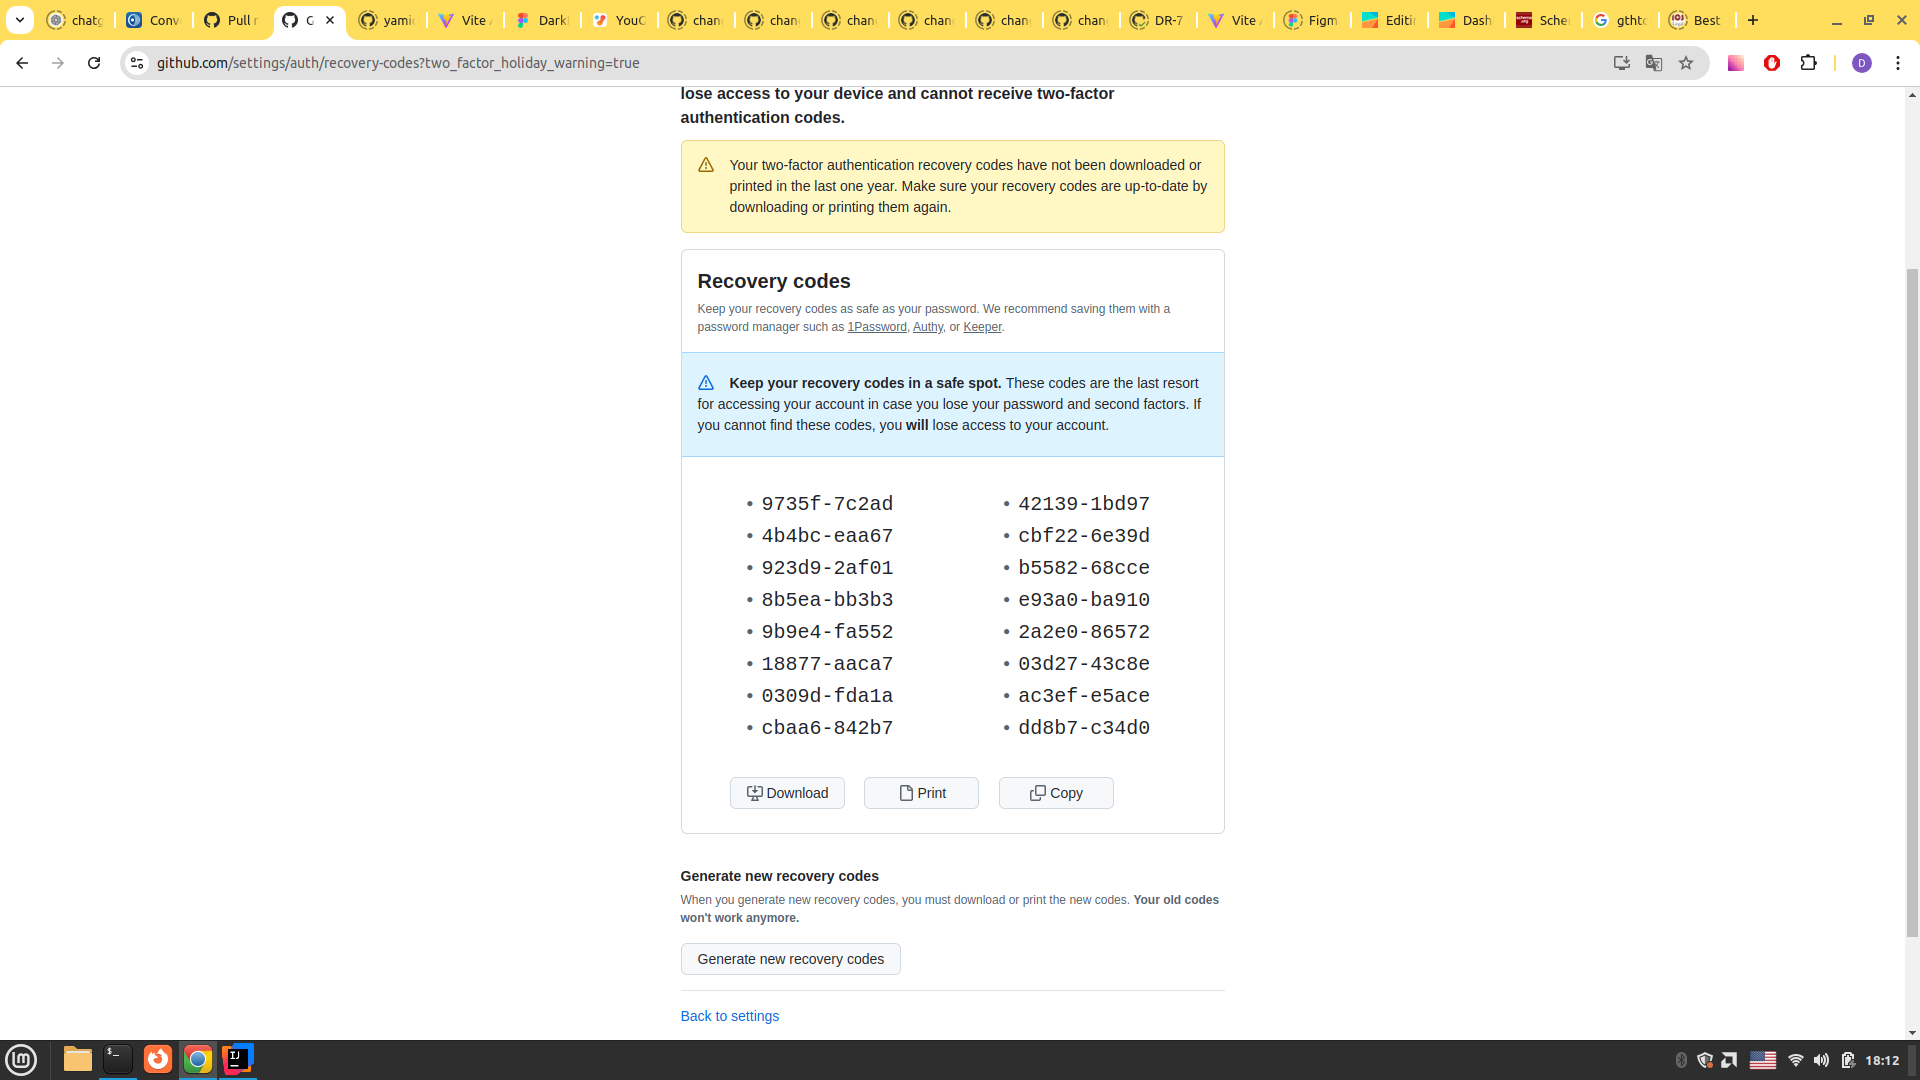 chatg
Conv
Pull r
G
yami
Vite
Dark
YouG
chan
chan
chan
chan
chan
chan
DR-7
Vite
Figm
Editi
Dash
Sche
gthto
Best
github.com/settings/auth/recovery-codes?two_factor_holiday_warning=true
D
lose access to your device and cannot receive two-factor
authentication codes.
Your two-factor authentication recovery codes have not been downloaded or
printed in the last one year. Make sure your recovery codes are up-to-date by
downloading or printing them again.
Recovery codes
Keep your recovery codes as safe as your password. We recommend saving them with a
password manager such as 1Password, Authy, or Keeper.
Keep your recovery codes in a safe spot. These codes are the last resort
for accessing your account in case you lose your password and second factors. If
you cannot find these codes, you will lose access to your account.
• 9735f-7c2ad
• 4b4bc-eaa67
• 923d9-2af01
• 8b5ea-bb3b3
• 9b9e4-fa552
• 18877-aaca7
• 0309d-fda1a
• cbaa6-842b7
• 42139-1bd97
• cbf22-6e39d
• b5582-68cce
• e93a0-ba910
• 2a2e0-86572
• 03d27-43c8e
• ac3ef-e5ace
• dd8b7-c34d0
Download
Print
Copy
Generate new recovery codes
When you generate new recovery codes, you must download or print the new codes. Your old codes
won't work anymore.
Generate new recovery codes
Back to settings
18:12